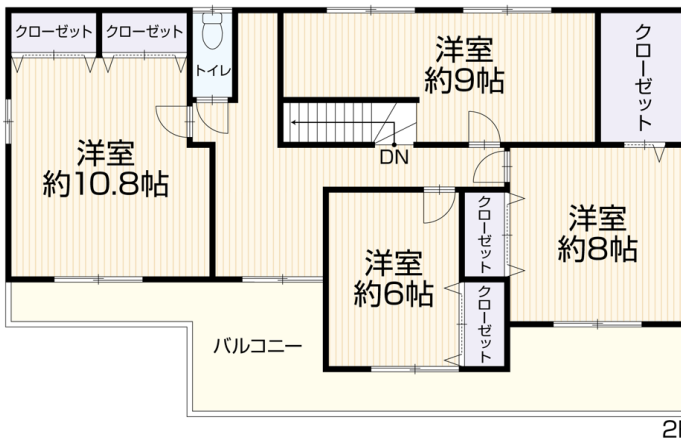 クローゼット
クローゼット
トイレ
洋室
約9帖
クローゼット
洋室
約10.8帖
DN
クローゼット
洋室
約8帖
洋室
約6帖
クローゼット
バルコニー